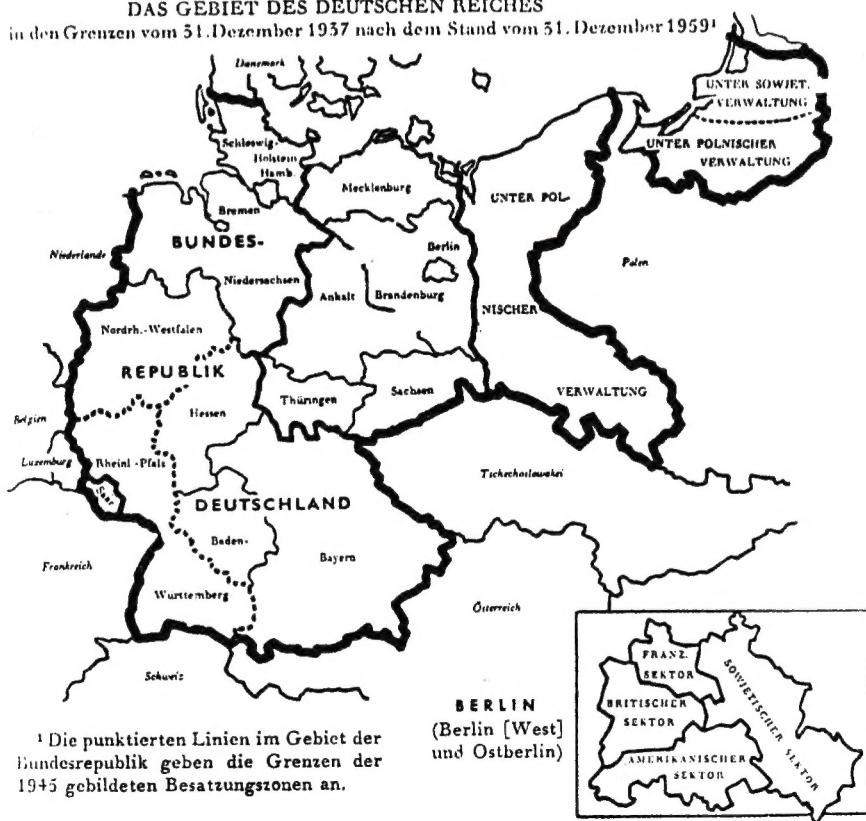 DAS GEBIET DES DEUTSCHEN REICHES
in den Grenzen vom 31. Dezember 1937 nach dem Stand vom 31. Dezember 1959¹
Dänemark
UNTER SOWJET.
VERWALTUNG
UNTER POLNISCHER
VERWALTUNG
Schleswig-
Holstein
Hamb.
Mecklenburg
Bremen
UNTER POL-
BUNDES-
Berlin
Niederlande
Polen
Niedersachsen
Anhalt
Brandenburg
NISCHER
Nordrh.-Westfalen
REPUBLIK
Thüringen
Sachsen
VERWALTUNG
Hessen
Belgien
Luxemburg
Rheinl.-Pfalz
Tschechoslowakei
Saar
DEUTSCHLAND
Baden-
Bayern
Frankreich
Württemberg
Österreich
Schweiz
FRANZ.
SEKTOR
SOWJETISCHER SEKTOR
BRITISCHER
SEKTOR
AMERIKANISCHER
SEKTOR
BERLIN
(Berlin [West]
und Ostberlin)
¹ Die punktierten Linien im Gebiet der
Bundesrepublik geben die Grenzen der
1945 gebildeten Besatzungszonen an.